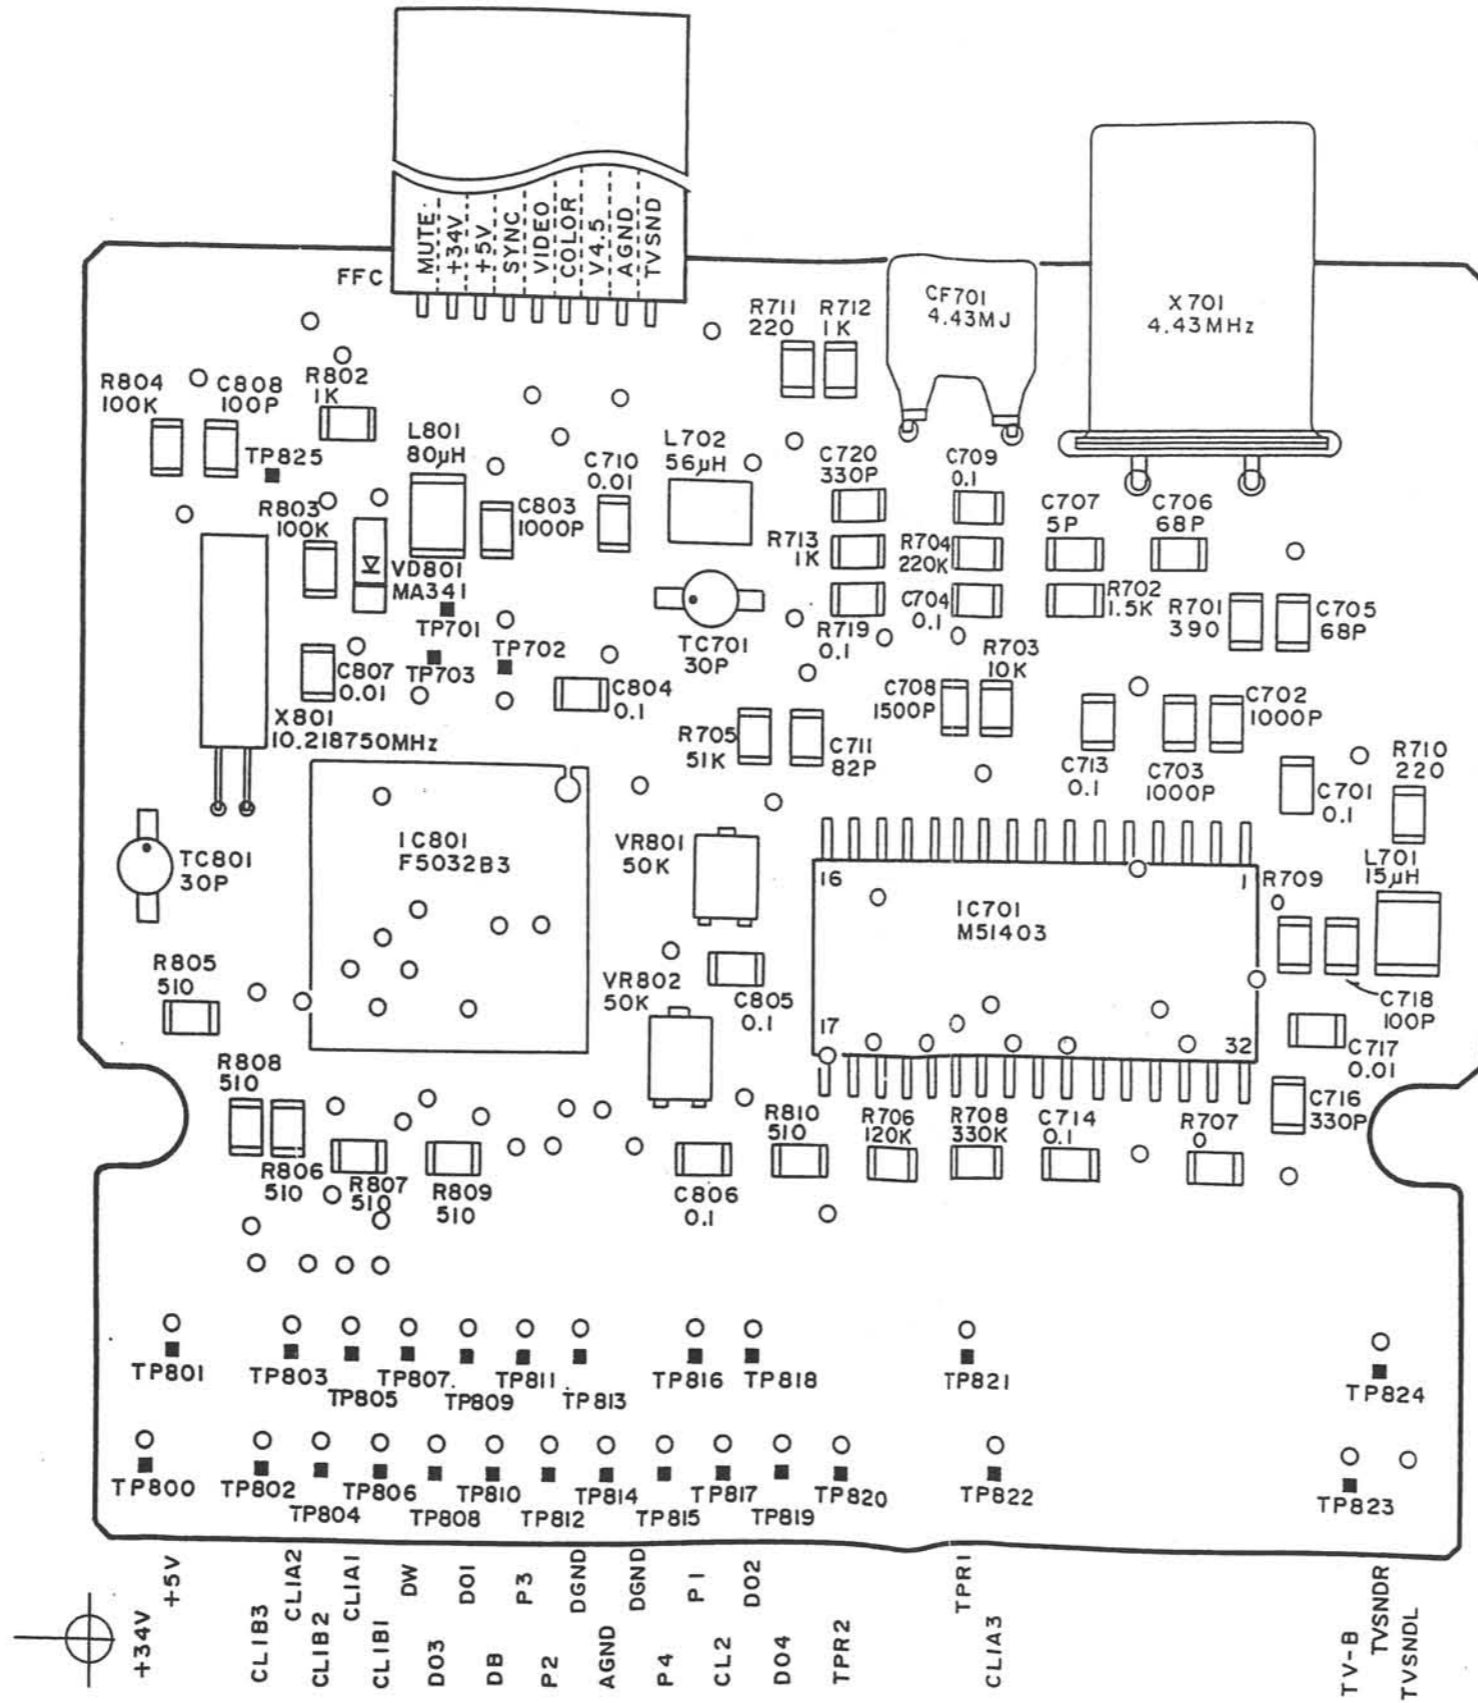 MUTE
+34V
+5V
SYNC
VIDEO
COLOR
V4.5
AGND
TVSND
FFC
R711
220
R712
1K
CF701
4.43MJ
X701
4.43MHz
R804
100K
C808
100P
R802
1K
TP825
L801
80μH
C710
0.01
L702
56μH
C720
330P
C709
0.1
C707
5P
C706
68P
R803
100K
C803
1000P
R713
1K
R704
220K
VD801
MA341
R702
1.5K
R701
390
C705
68P
TP701
TP702
TP703
TC701
30P
R719
0.1
C704
0.1
R703
10K
C807
0.01
C804
0.1
C708
1500P
C702
1000P
X801
10.218750MHz
R705
51K
C711
82P
C713
0.1
C703
1000P
C701
0.1
R710
220
TC801
30P
IC801
F5032B3
VR801
50K
16
1
IC701
M51403
R709
0
L701
15μH
R805
510
VR802
50K
C805
0.1
17
32
C718
100P
C717
0.01
R808
510
R810
510
R706
120K
R708
330K
C714
0.1
R707
0
C716
330P
R806
510
R807
510
R809
510
C806
0.1
TP801
TP803
TP805
TP807
TP809
TP811
TP813
TP816
TP818
TP821
TP824
TP800
TP802
TP804
TP806
TP808
TP810
TP812
TP814
TP815
TP817
TP819
TP820
TP822
TP823
+34V
+5V
CL1B3
CL1A2
CL1B2
CL1A1
CL1B1
DW
DO3
DO1
DB
P3
P2
DGND
AGND
DGND
P4
P1
CL2
DO2
DO4
TPR2
TPR1
CL1A3
TV-B
TVSNDR
TVSNDL